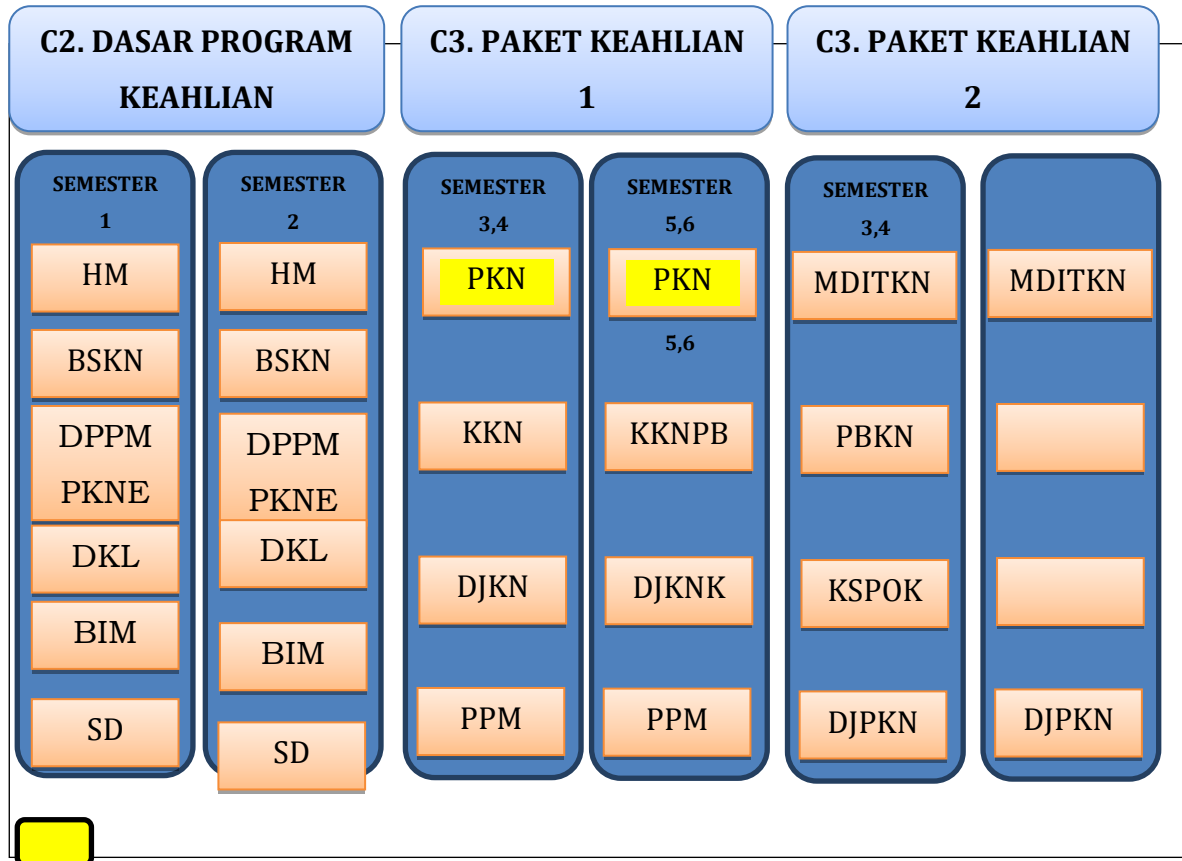 C2. DASAR PROGRAM
KEAHLIAN
C3. PAKET KEAHLIAN
1
C3. PAKET KEAHLIAN
2
SEMESTER
1
HM
BSKN
DPPM
PKNE
DKL
BIM
SD
SEMESTER
2
HM
BSKN
DPPM
PKNE
DKL
BIM
SD
SEMESTER
3,4
PKN
KKN
DJKN
PPM
SEMESTER
5,6
PKN
5,6
KKNPB
DJKNK
PPM
SEMESTER
3,4
MDITKN
PBKN
KSPOK
DJPKN
MDITKN
DJPKN